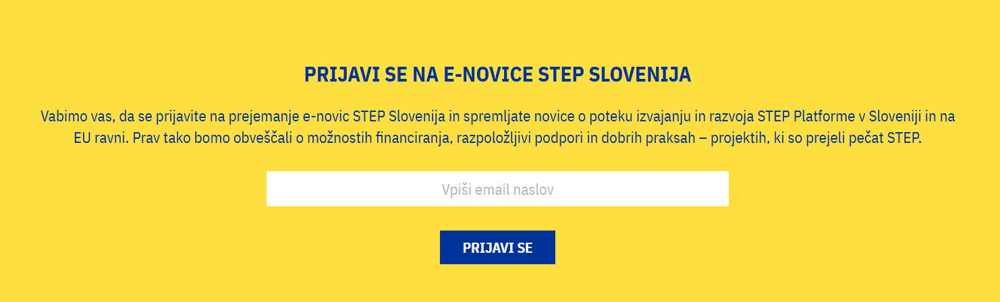 PRIJAVI SE NA E-NOVICE STEP SLOVENIJA
Vabimo vas, da se prijavite na prejemanje e-novic STEP Slovenija in spremljate novice o poteku izvajanju in razvoja STEP Platforme v Sloveniji in na
EU ravni. Prav tako bomo obveščali o možnostih financiranja, razpoložljivi podpori in dobrih praksah – projektih, ki so prejeli pečat STEP.
Vpiši email naslov
PRIJAVI SE